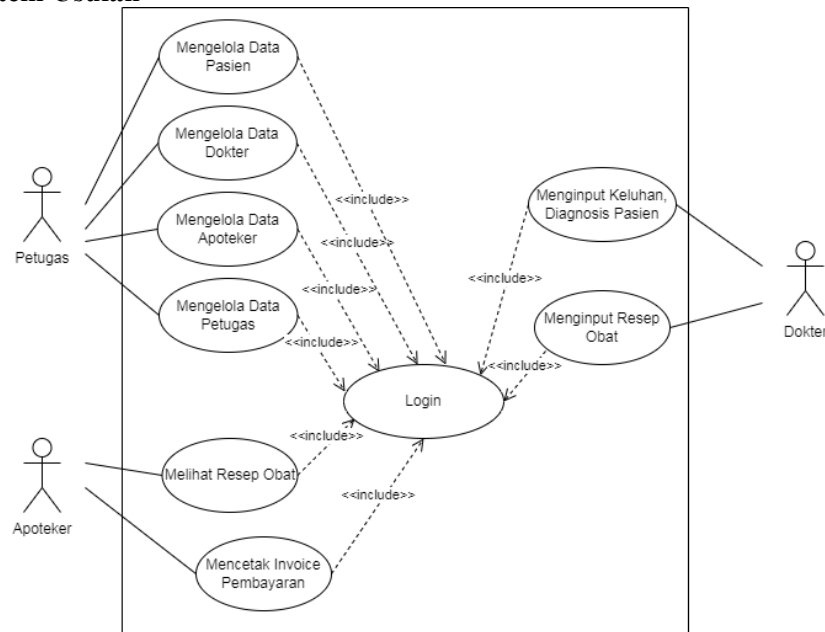 Mengelola Data
Pasien
Mengelola Data
Dokter
<<include>>
Menginput Keluhan,
Diagnosis Pasien
Mengelola Data
Apoteker
<<include>>
Petugas
<<include>>
<<include>>
Mengelola Data
Petugas
Menginput Resep
Obat
Dokter
<<include>>
<<include>>
Login
<<include>>
Melihat Resep Obat
<<include>>
Apoteker
Mencetak Invoice
Pembayaran